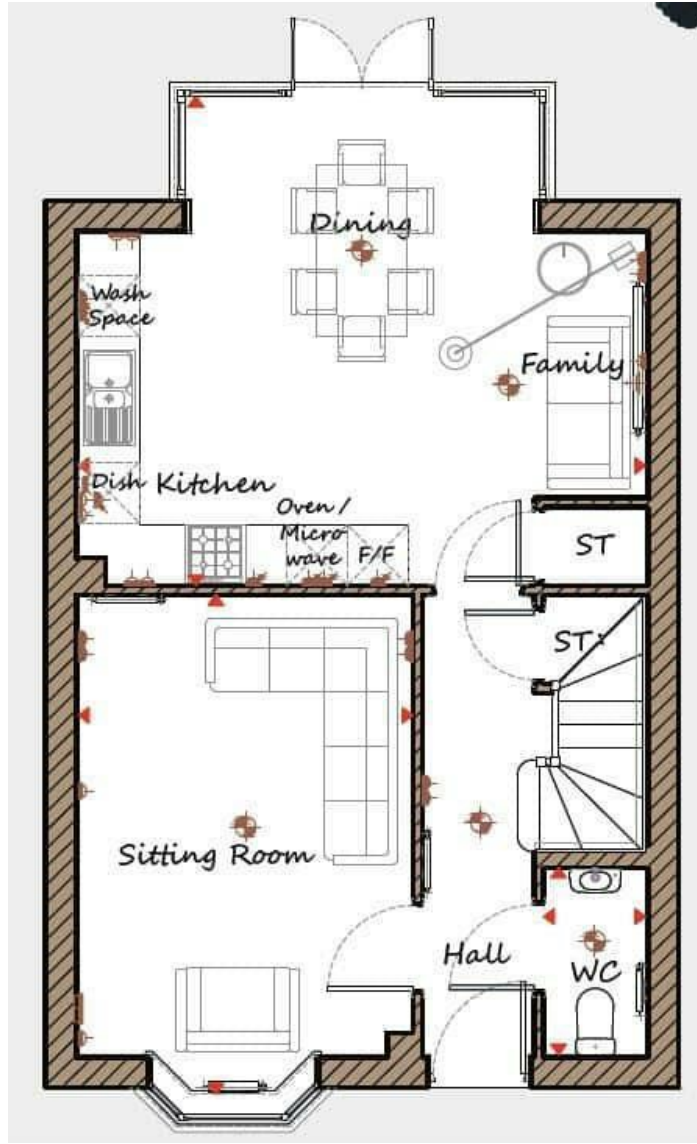 Dining
Wash
Space
Family
Dish
Kitchen
Oven /
Micro
wave
F/F
ST
ST
Sitting Room
Hall
WC